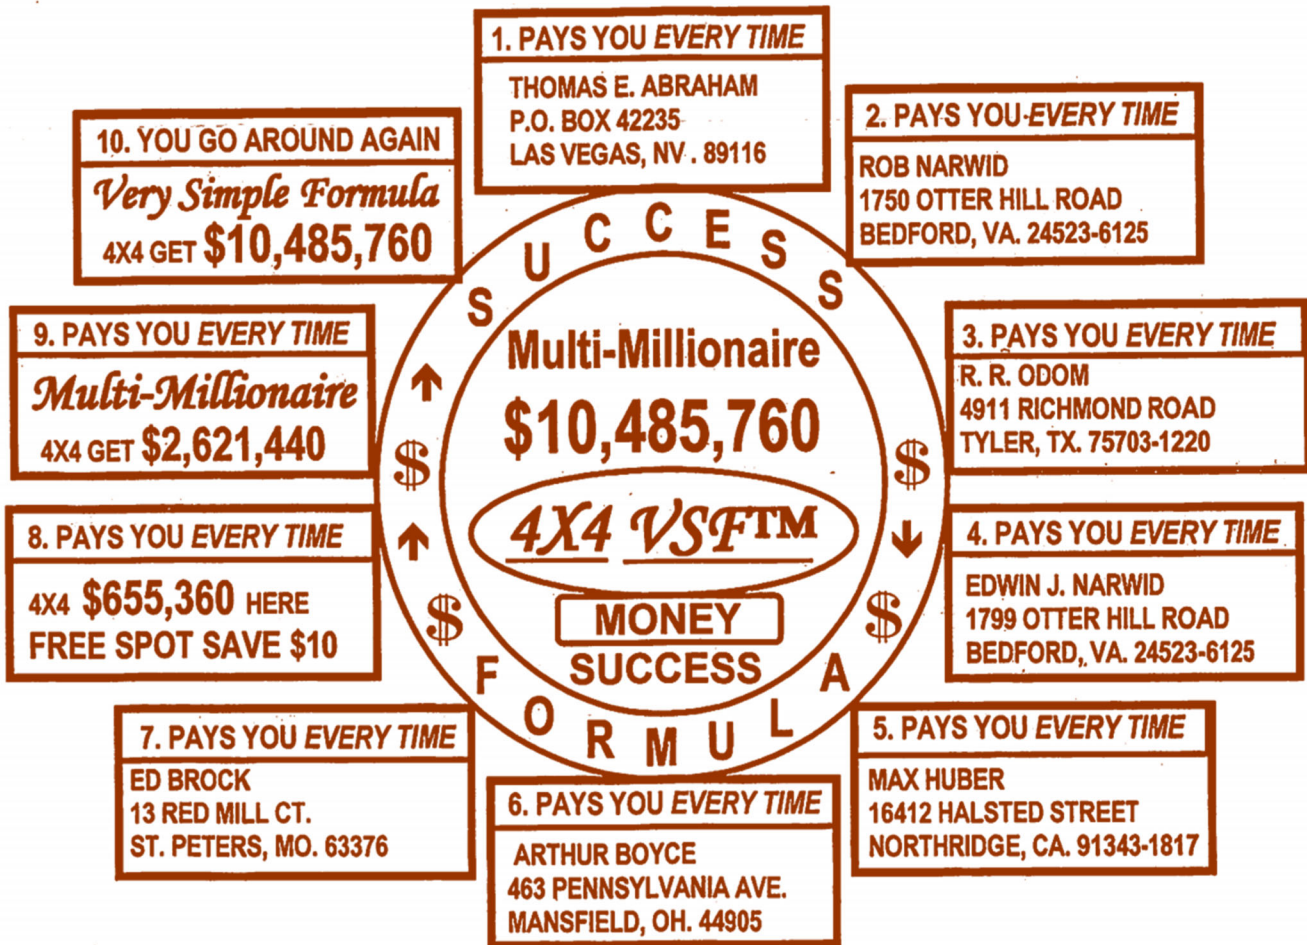 1. PAYS YOU EVERY TIME
THOMAS E. ABRAHAM
P.O. BOX 42235
LAS VEGAS, NV . 89116
2. PAYS YOU EVERY TIME
ROB NARWID
1750 OTTER HILL ROAD
BEDFORD, VA. 24523-6125
3. PAYS YOU EVERY TIME
R. R. ODOM
4911 RICHMOND ROAD
TYLER, TX. 75703-1220
4. PAYS YOU EVERY TIME
EDWIN J. NARWID
1799 OTTER HILL ROAD
BEDFORD, VA. 24523-6125
5. PAYS YOU EVERY TIME
MAX HUBER
16412 HALSTED STREET
NORTHRIDGE, CA. 91343-1817
6. PAYS YOU EVERY TIME
ARTHUR BOYCE
463 PENNSYLVANIA AVE.
MANSFIELD, OH. 44905
7. PAYS YOU EVERY TIME
ED BROCK
13 RED MILL CT.
ST. PETERS, MO. 63376
8. PAYS YOU EVERY TIME
4X4 $655,360 HERE
FREE SPOT SAVE $10
9. PAYS YOU EVERY TIME
Multi-Millionaire
4X4 GET $2,621,440
10. YOU GO AROUND AGAIN
Very Simple Formula
4X4 GET $10,485,760
SUCCESS
$ $
$ $
FORMULA
Multi-Millionaire
$10,485,760
4X4 VSF™
MONEY
SUCCESS